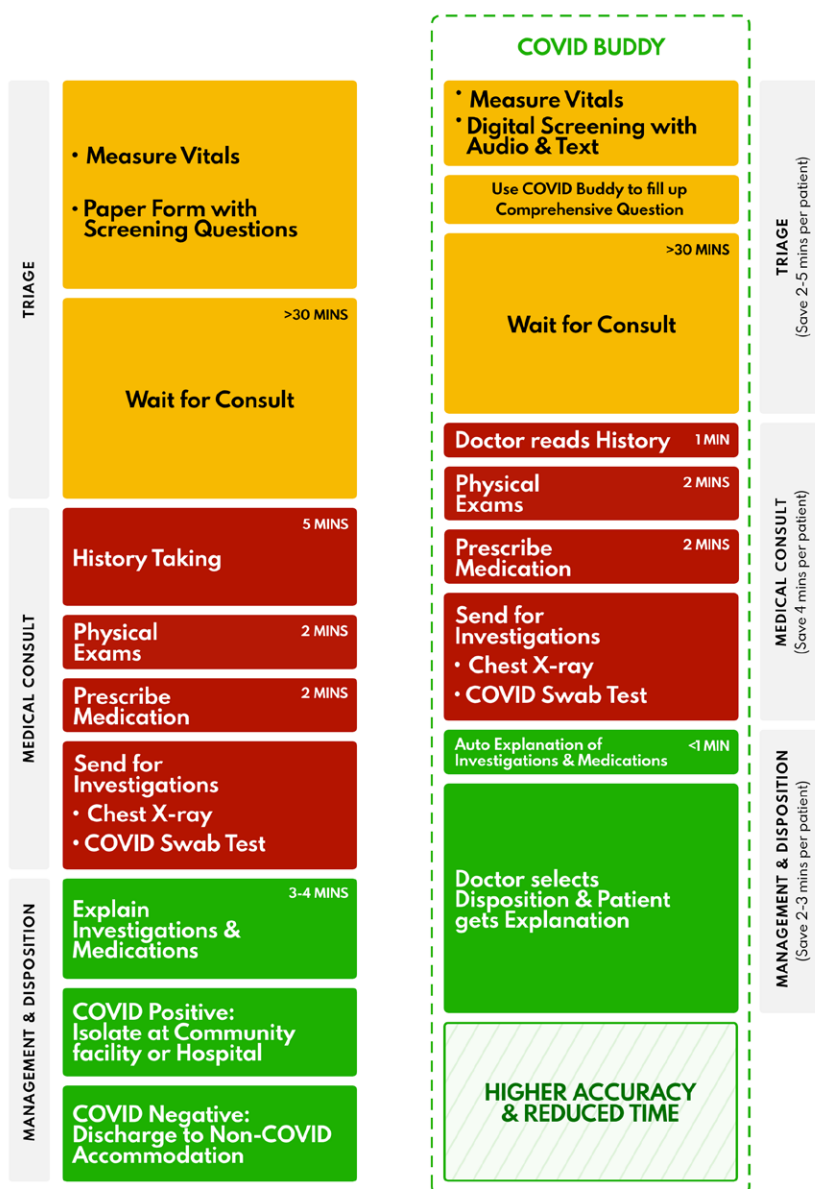 TRIAGE
• Measure Vitals
• Paper Form with
Screening Questions
>30 MINS
Wait for Consult
MEDICAL CONSULT
5 MINS
History Taking
Physical
Exams
2 MINS
Prescribe
Medication
2 MINS
Send for
Investigations
• Chest X-ray
• COVID Swab Test
MANAGEMENT & DISPOSITION
3-4 MINS
Explain
Investigations &
Medications
COVID Positive:
Isolate at Community
facility or Hospital
COVID Negative:
Discharge to Non-COVID
Accommodation
COVID BUDDY
• Measure Vitals
• Digital Screening with
Audio & Text
Use COVID Buddy to fill up
Comprehensive Question
>30 MINS
Wait for Consult
TRIAGE
(Save 2-5 mins per patient)
Doctor reads History 1 MIN
Physical
Exams
2 MINS
Prescribe
Medication
2 MINS
Send for
Investigations
• Chest X-ray
• COVID Swab Test
MEDICAL CONSULT
(Save 4 mins per patient)
Auto Explanation of
Investigations & Medications
<1 MIN
Doctor selects
Disposition & Patient
gets Explanation
MANAGEMENT & DISPOSITION
(Save 2-3 mins per patient)
HIGHER ACCURACY
& REDUCED TIME